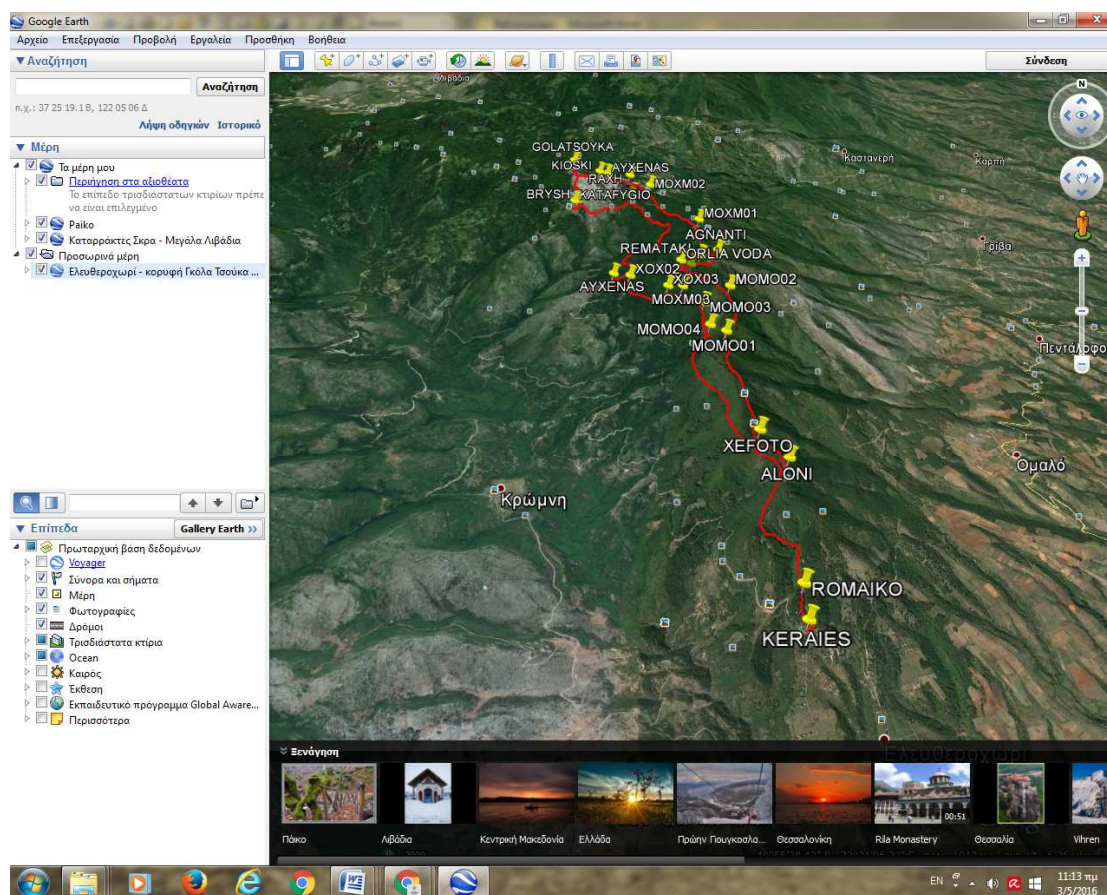 Google Earth
Αρχείο Επεξεργασία Προβολή Εργαλεία Προσθήκη Βοήθεια
Αναζήτηση
Αναζήτηση
π.χ.: 37 25 19.1 Β, 122 05 06 Δ
Λήψη οδηγιών Ιστορικό
Μέρη
Τα μέρη μου
Περιήγηση στα αξιοθέατα
Το επίπεδο τρισδιάστατων κτιρίων πρέπε
να είναι επιλεγμένο
Paiko
Καταρράκτες Σκρα - Μεγάλα Λιβάδια
Προσωρινά μέρη
Ελευθεροχωρί - κορυφή Γκόλα Τσούκα ...
Επίπεδα
Gallery Earth >>
Πρωταρχική βάση δεδομένων
Voyager
Σύνορα και σήματα
Μέρη
Φωτογραφίες
Δρόμοι
Τρισδιάστατα κτίρια
Ocean
Καιρός
Έκθεση
Εκπαιδευτικό πρόγραμμα Global Aware...
Περισσότερα
Σύνδεση
N
Λιβάδια
GOLATSOYKA
KIOSKI
AYXENAS
RAXH
MOXM02
BRYSH
KATAFYGIO
MOXM01
AGNANTI
REMATAKI
ORLIA VODA
XOX02
AYXENAS
XOX03
MOMO02
MOXM03
MOMO03
MOMO04
MOMO01
XEFOTO
ALONI
ROMAIKO
KERAIES
Καστανερή
Καρπή
Γρίβα
Πεντάλοφο
Ομαλό
Κρώμνη
Ελευθεροχώρι
Ξενάγηση
Πάικο
Λιβάδια
Κεντρική Μακεδονία
Ελλάδα
Πρώην Γιουγκοσλα...
Θεσσαλονίκη
Rila Monastery
00:51
Θεσσαλία
Vihren
EN
11:13 πμ
3/5/2016